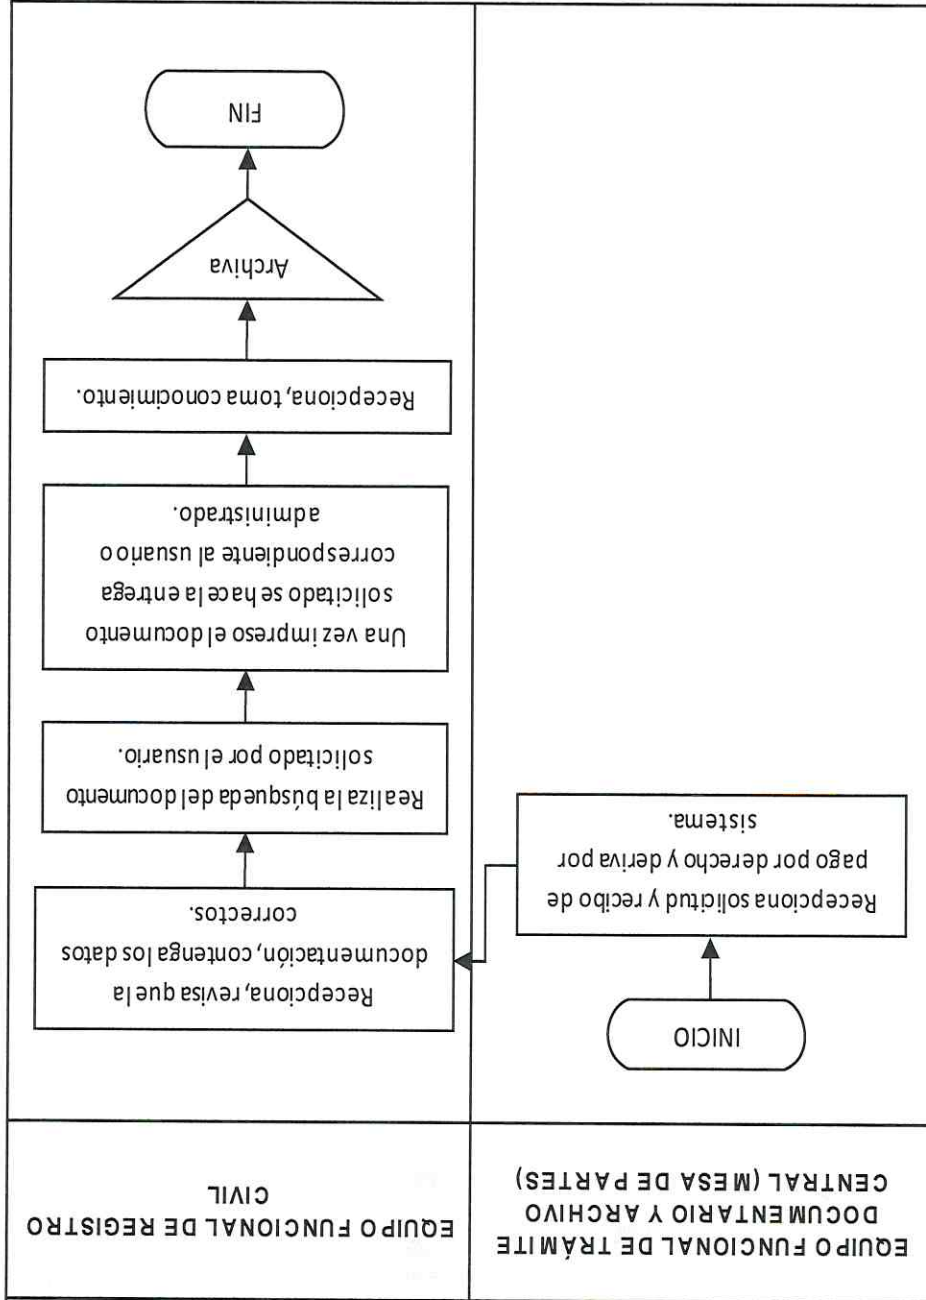 EQUIPO FUNCIONAL DE TRÁMITE
DOCUMENTARIO Y ARCHIVO
CENTRAL (MESA DE PARTES)
EQUIPO FUNCIONAL DE REGISTRO
CIVIL
INICIO
Recepciona solicitud y recibo de
pago por derecho y deriva por
sistema.
Recepciona, revisa que la
documentación, contenga los datos
correctos.
Realiza la búsqueda del documento
solicitado por el usuario.
Una vez impreso el documento
solicitado se hace la entrega
correspondiente al usuario o
administrado.
Recepciona, toma conocimiento.
Archiva
FIN